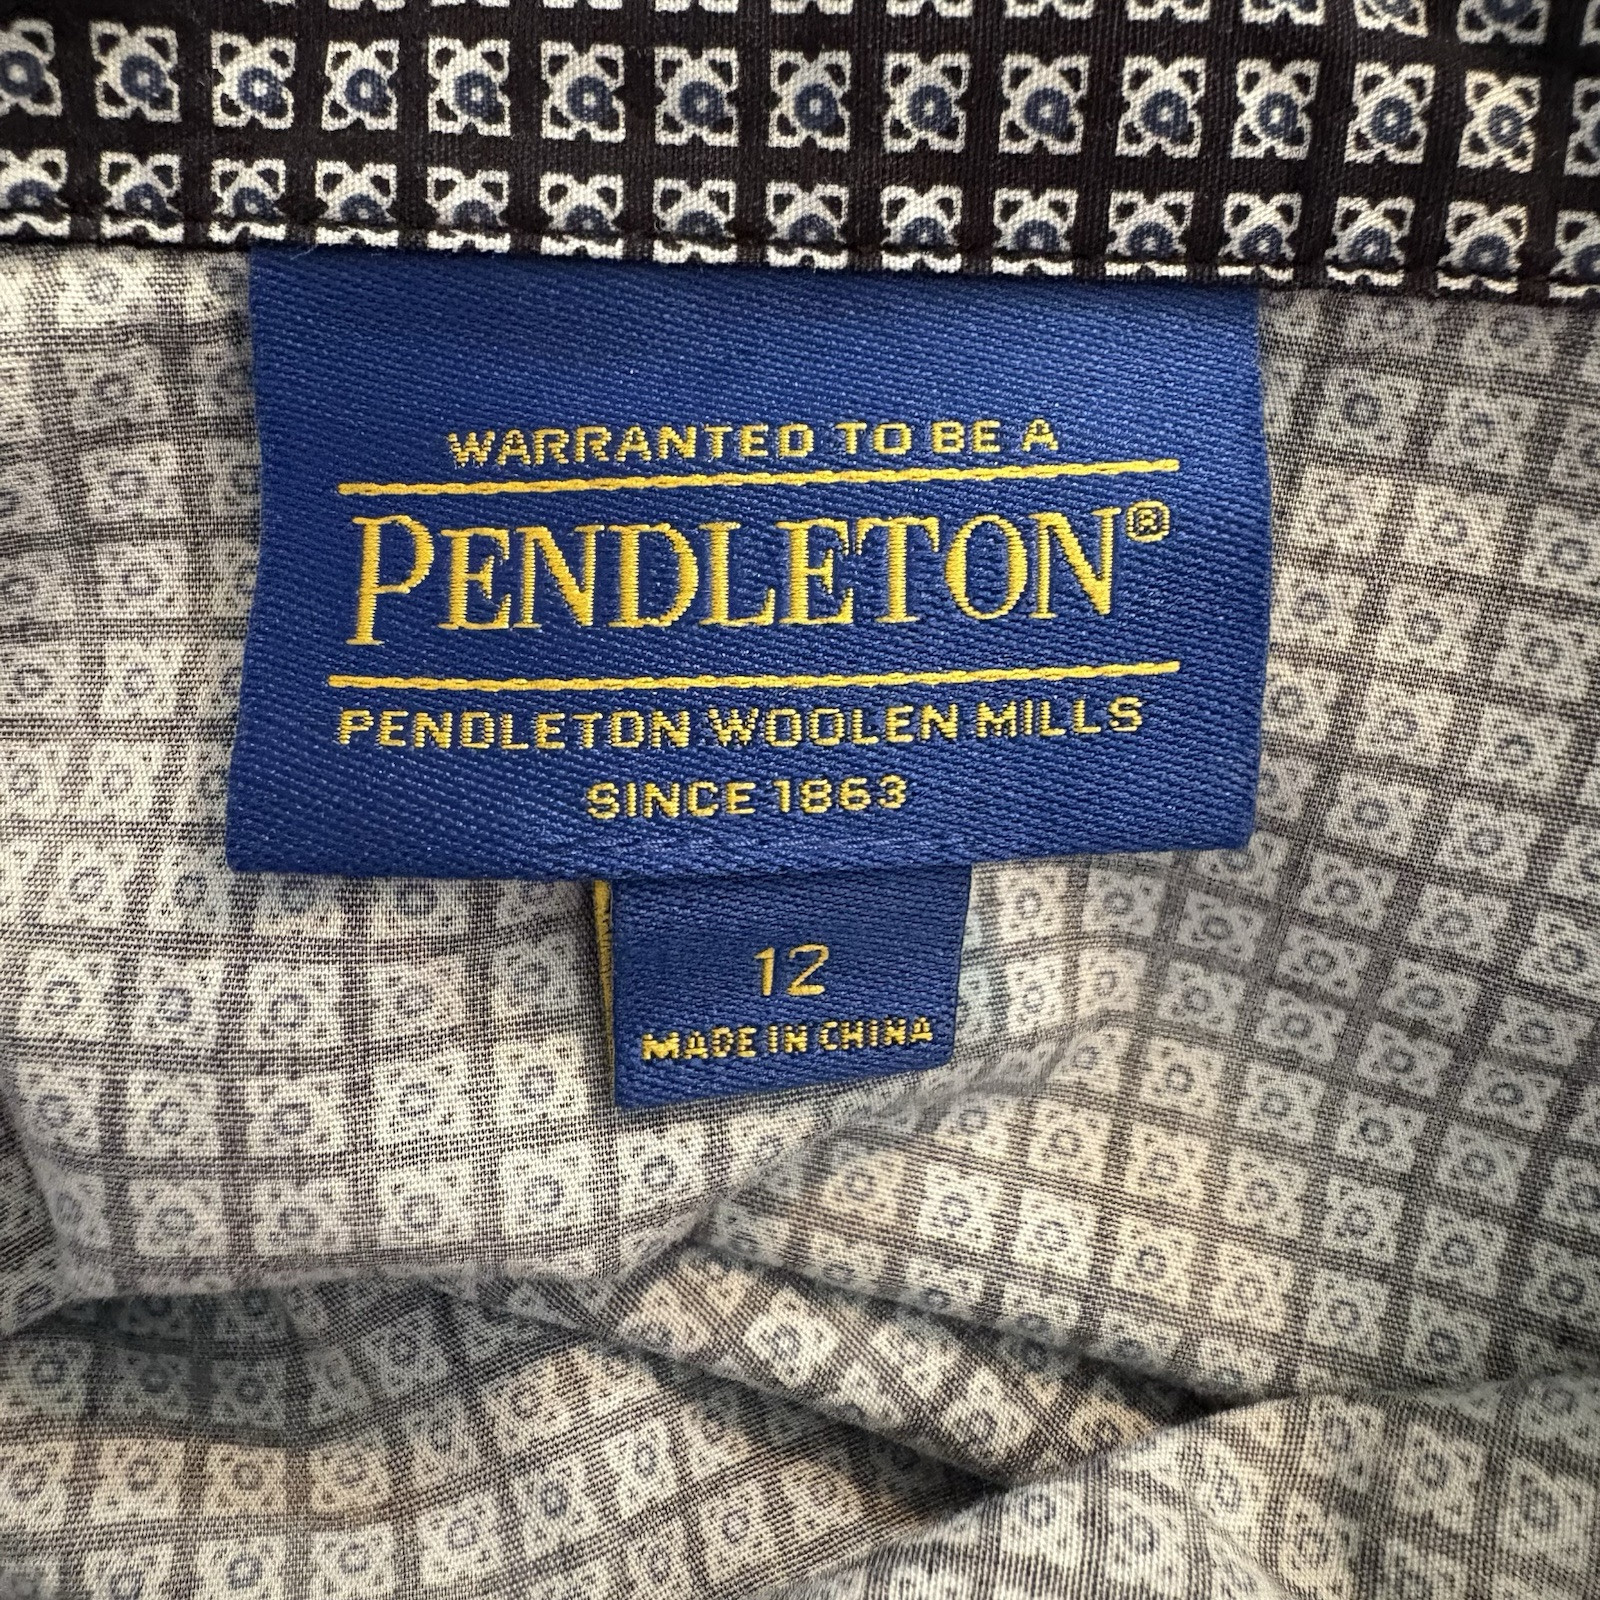 WARRANTED TO BE A
PENDLETON®
PENDLETON WOOLEN MILLS
SINCE 1863
12
MADE IN CHINA